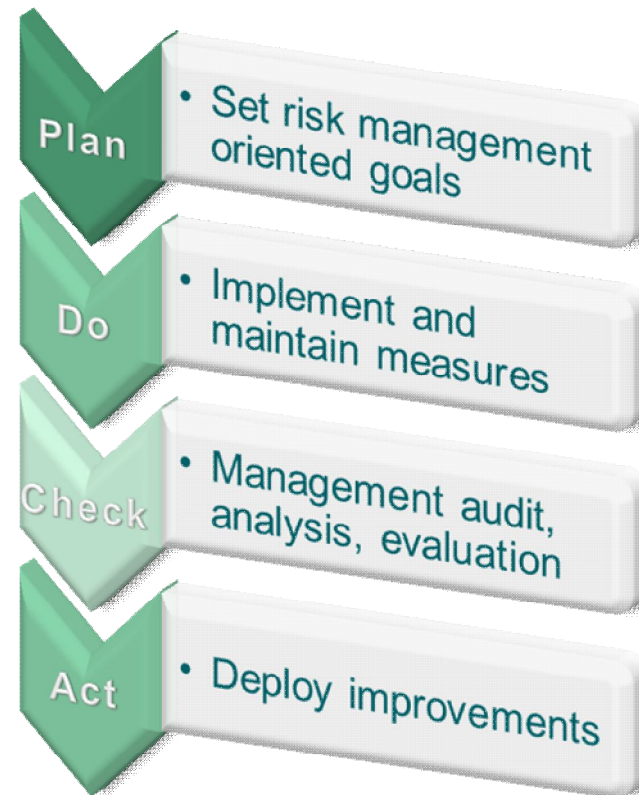 Plan
• Set risk management
oriented goals
Do
• Implement and
maintain measures
Check
• Management audit,
analysis, evaluation
Act
• Deploy improvements